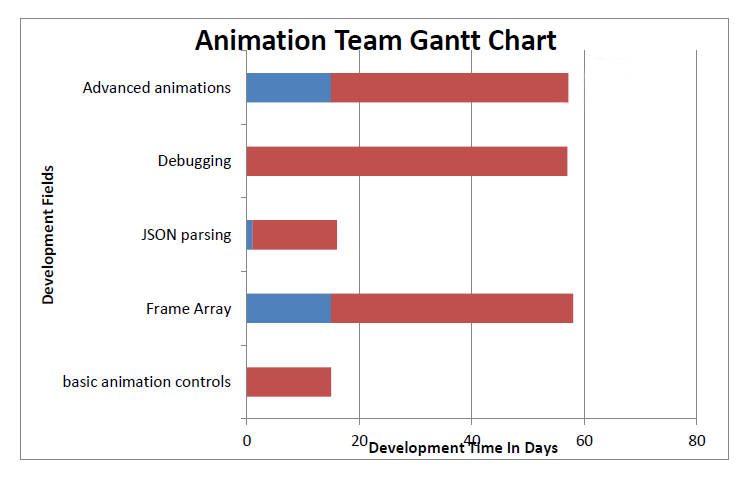 Animation Team Gantt Chart
Advanced animations
Debugging
JSON parsing
Frame Array
basic animation controls
Development Fields
0 20 40 60 80
Development Time In Days